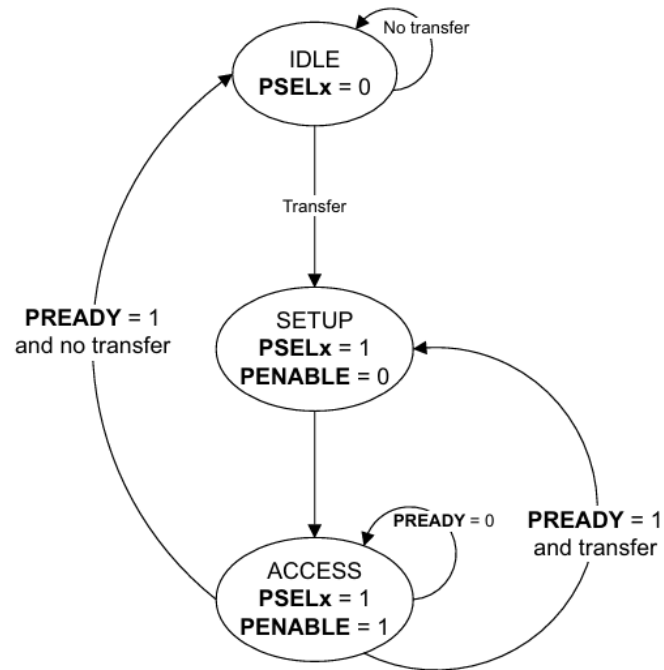 No transfer
IDLE
PSELx = 0
Transfer
PREADY = 1
and no transfer
SETUP
PSELx = 1
PENABLE = 0
PREADY = 0
PREADY = 1
and transfer
ACCESS
PSELx = 1
PENABLE = 1